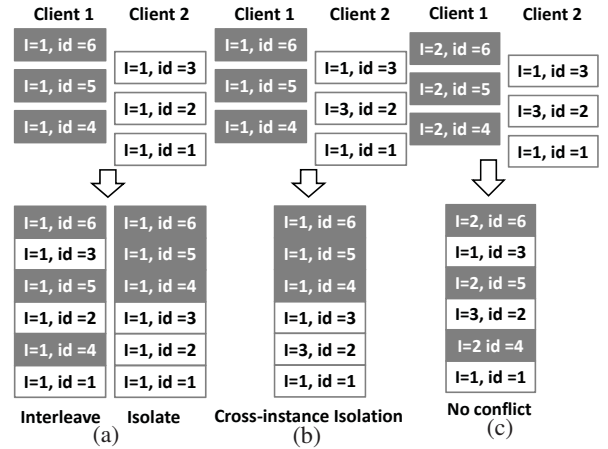 Client 1 Client 2 Client 1 Client 2 Client 1 Client 2
I=1, id =6 I=1, id =6 I=2, id =6
I=1, id =3 I=1, id =3 I=1, id =3
I=1, id =5 I=1, id =5 I=2, id =5
I=1, id =2 I=3, id =2 I=3, id =2
I=1, id =4 I=1, id =4 I=2, id =4
I=1, id =1 I=1, id =1 I=1, id =1
I=1, id =6 I=1, id =6 I=1, id =6 I=2, id =6
I=1, id =3 I=1, id =5 I=1, id =5 I=1, id =3
I=1, id =5 I=1, id =4 I=1, id =4 I=2, id =5
I=1, id =2 I=1, id =3 I=1, id =3 I=3, id =2
I=1, id =4 I=1, id =2 I=3, id =2 I=2 id =4
I=1, id =1 I=1, id =1 I=1, id =1 I=1, id =1
Interleave Isolate Cross-instance Isolation No conflict
(a) (b) (c)